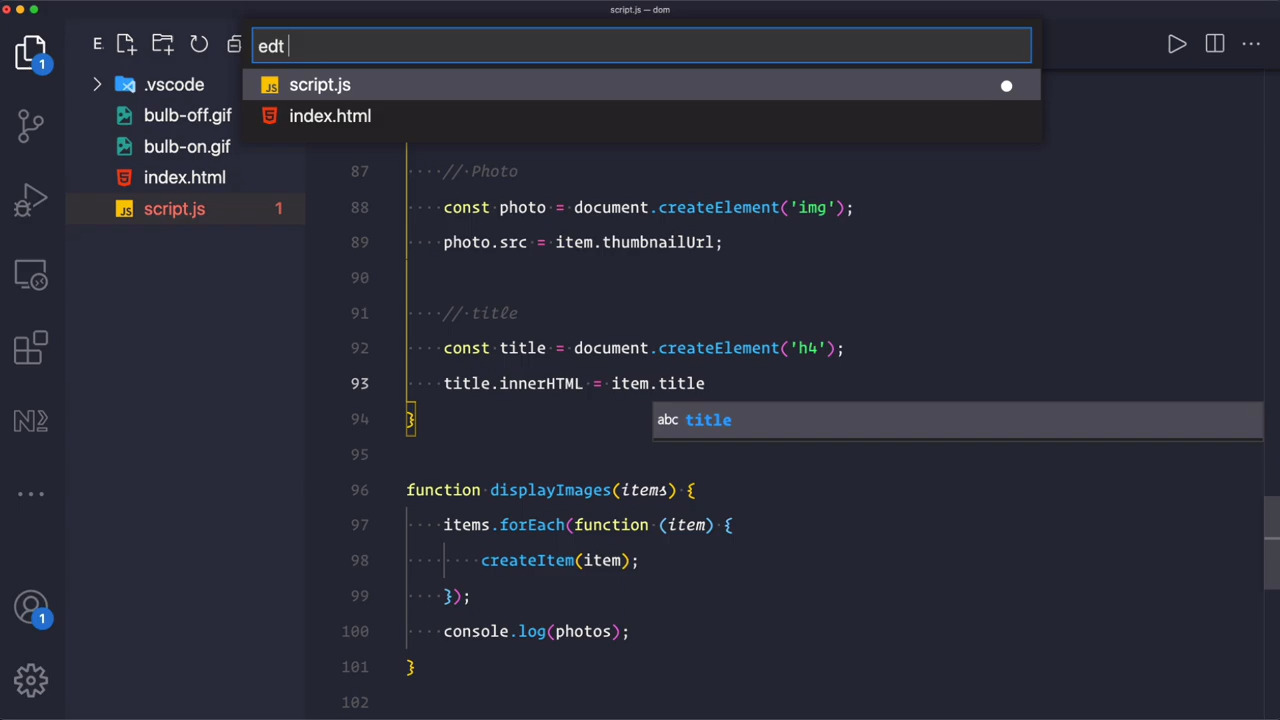 script.js — dom
E.
edt
1
script.js
index.html
.vscode
bulb-off.gif
bulb-on.gif
index.html
script.js 1
87 // Photo
88 const photo = document.createElement('img');
89 photo.src = item.thumbnailUrl;
90
91 // title
92 const title = document.createElement('h4');
93 title.innerHTML = item.title
94 }
abc title
95
96 function displayImages(items) {
97 items.forEach(function (item) {
98 createItem(item);
99 });
100 console.log(photos);
101 }
102
1